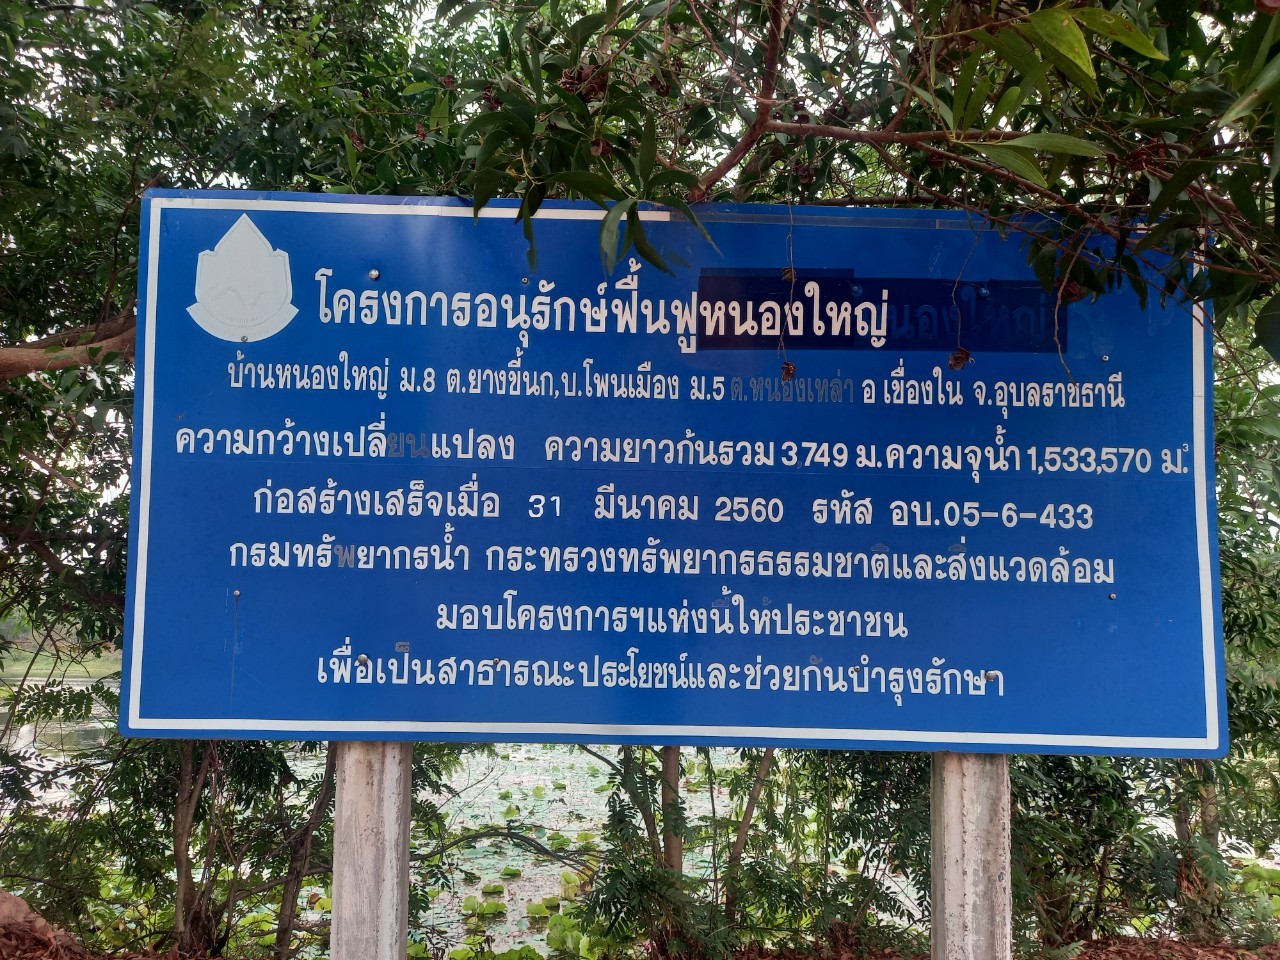 โครงการอนุรักษ์ฟื้นฟูหนองใหญ่
บ้านหนองใหญ่ ม.8 ต.ยางขี้นก,บ.โพนเมือง ม.5 ต.หนองเหล่า อ เขื่องใน จ.อุบลราชธานี
ความกว้างเปลี่ยนแปลง ความยาวก้นรวม 3,749 ม.ความจุน้ำ 1,533,570 ม.³
ก่อสร้างเสร็จเมื่อ 31 มีนาคม 2560 รหัส อบ.05-6-433
กรมทรัพยากรน้ำ กระทรวงทรัพยากรธรรมชาติและสิ่งแวดล้อม
มอบโครงการฯแห่งนี้ให้ประชาชน
เพื่อเป็นสาธารณะประโยชน์และช่วยกันบำรุงรักษา